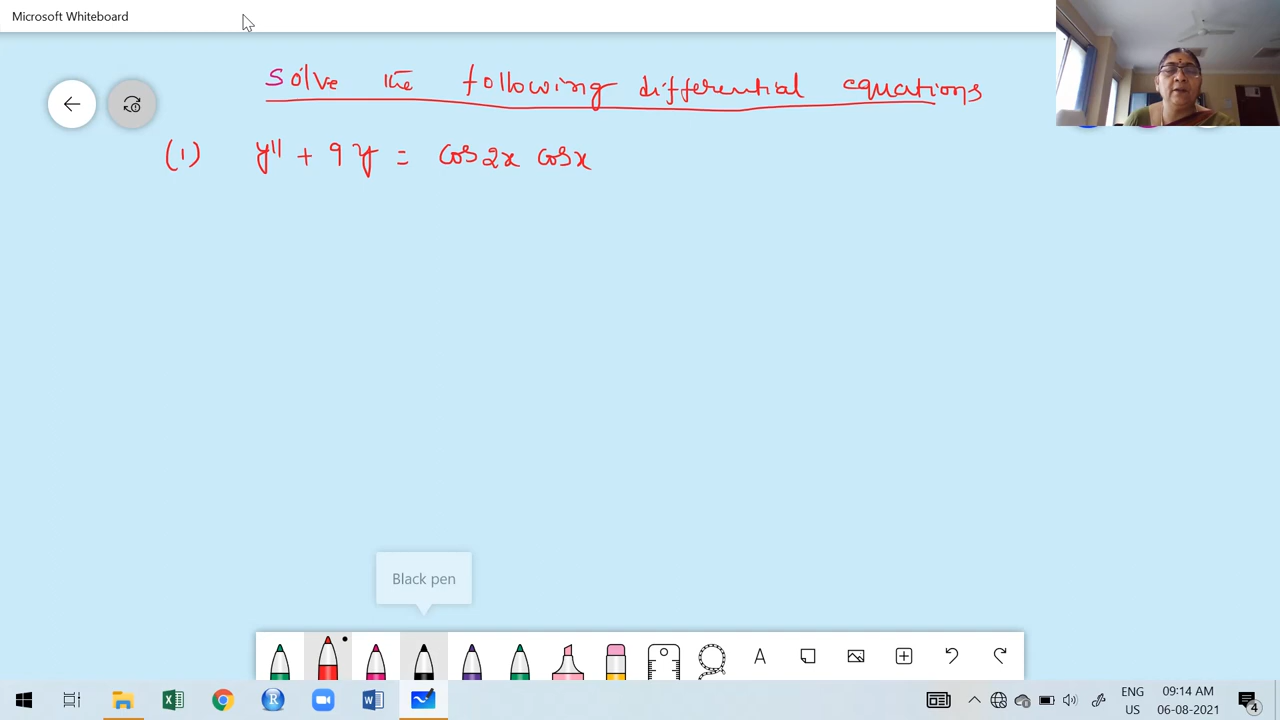 Microsoft Whiteboard
Solve the following differential equations
(1) y'' + 9y = cos2x cosx
Black pen
A
ENG
US
09:14 AM
06-08-2021
4